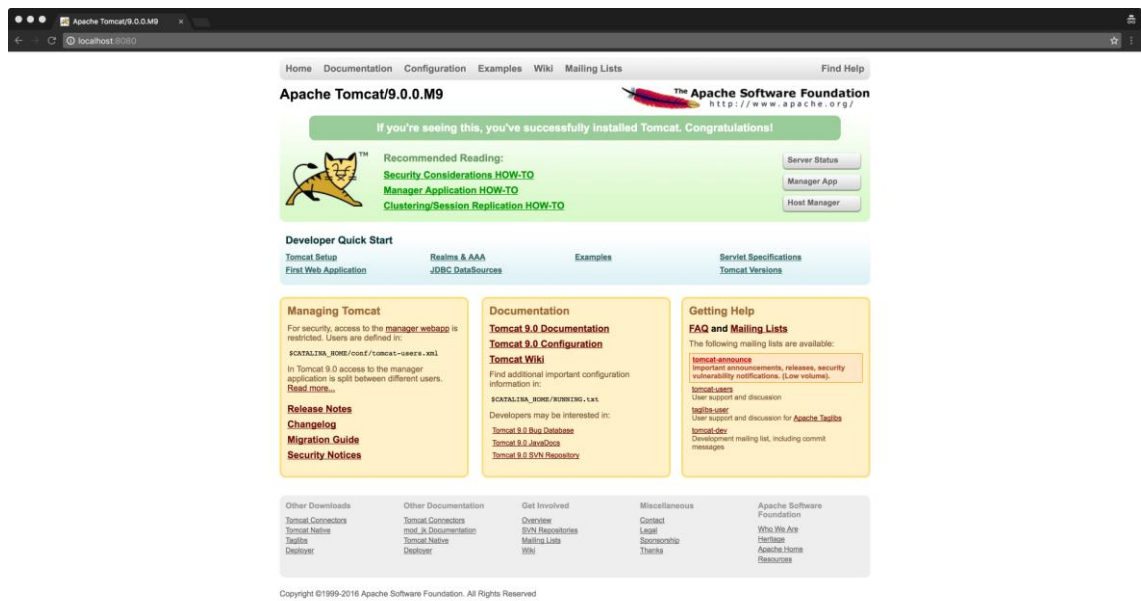 Apache Tomcat/9.0.0.M9
localhost:8080
Home Documentation Configuration Examples Wiki Mailing Lists Find Help
Apache Tomcat/9.0.0.M9
The Apache Software Foundation
http://www.apache.org/
If you're seeing this, you've successfully installed Tomcat. Congratulations!
TM
Recommended Reading:
Security Considerations HOW-TO
Manager Application HOW-TO
Clustering/Session Replication HOW-TO
Server Status
Manager App
Host Manager
Developer Quick Start
Tomcat Setup
First Web Application
Realms & AAA
JDBC DataSources
Examples
Servlet Specifications
Tomcat Versions
Managing Tomcat
For security, access to the manager webapp is
restricted. Users are defined in:
$CATALINA_HOME/conf/tomcat-users.xml
In Tomcat 9.0 access to the manager
application is split between different users.
Read more...
Release Notes
Changelog
Migration Guide
Security Notices
Documentation
Tomcat 9.0 Documentation
Tomcat 9.0 Configuration
Tomcat Wiki
Find additional important configuration
information in:
$CATALINA_HOME/RUNNING.txt
Developers may be interested in:
Tomcat 9.0 Bug Database
Tomcat 9.0 JavaDocs
Tomcat 9.0 SVN Repository
Getting Help
FAQ and Mailing Lists
The following mailing lists are available:
tomcat-announce
Important announcements, releases, security
vulnerability notifications. (Low volume).
tomcat-users
User support and discussion
taglibs-user
User support and discussion for Apache Taglibs
tomcat-dev
Development mailing list, including commit
messages
Other Downloads
Tomcat Connectors
Tomcat Native
Taglibs
Deployer
Other Documentation
Tomcat Connectors
mod_jk Documentation
Tomcat Native
Deployer
Get Involved
Overview
SVN Repositories
Mailing Lists
Wiki
Miscellaneous
Contact
Legal
Sponsorship
Thanks
Apache Software
Foundation
Who We Are
Heritage
Apache Home
Resources
Copyright ©1999-2016 Apache Software Foundation. All Rights Reserved